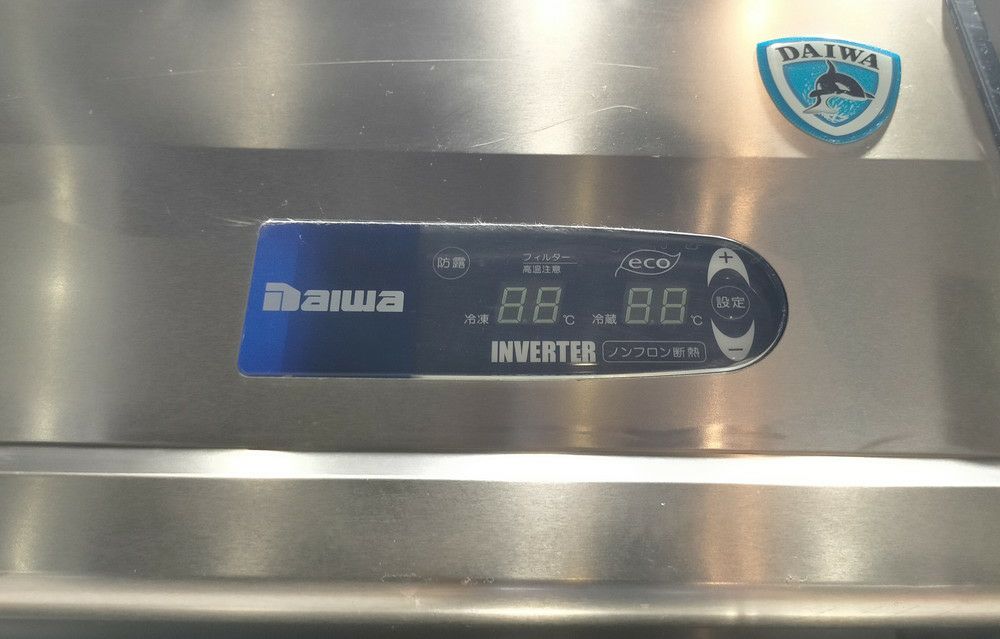 DAIWA
Daiwa
防露
フィルター
高温注意
eco
+
冷凍 88 ℃
冷蔵 88 ℃
設定
−
INVERTER
ノンフロン断熱